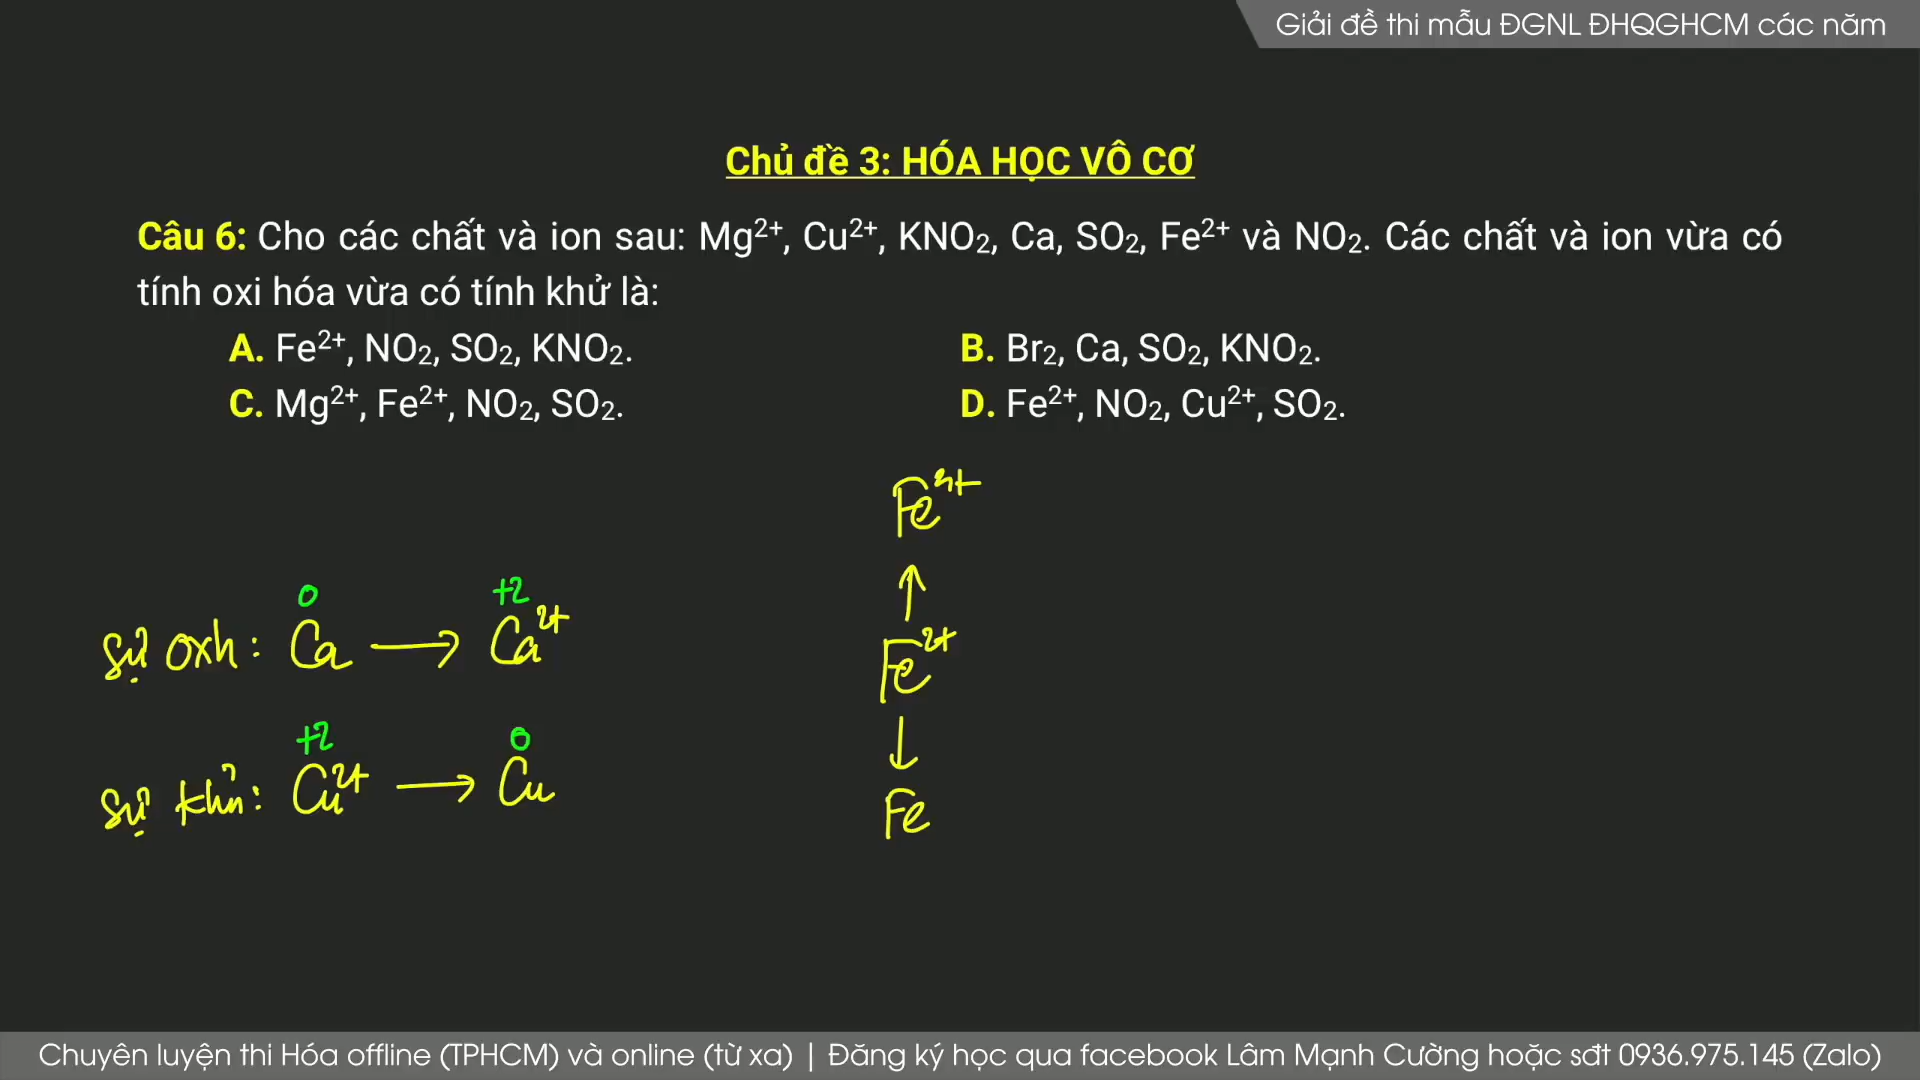 Giải đề thi mẫu ĐGNL ĐHQGHCM các năm
Chủ đề 3: HÓA HỌC VÔ CƠ
Câu 6: Cho các chất và ion sau: Mg²⁺, Cu²⁺, KNO₂, Ca, SO₂, Fe²⁺ và NO₂. Các chất và ion vừa có
tính oxi hóa vừa có tính khử là:
A. Fe²⁺, NO₂, SO₂, KNO₂.
B. Br₂, Ca, SO₂, KNO₂.
C. Mg²⁺, Fe²⁺, NO₂, SO₂.
D. Fe²⁺, NO₂, Cu²⁺, SO₂.
Fe³⁺
↑
0 +2
Sự oxh: Ca → Ca²⁺
Fe²⁺
↓
+2 0
Sự khử: Cu²⁺ → Cu
Fe
Chuyên luyện thi Hóa offline (TPHCM) và online (từ xa) | Đăng ký học qua facebook Lâm Mạnh Cường hoặc sđt 0936.975.145 (Zalo)